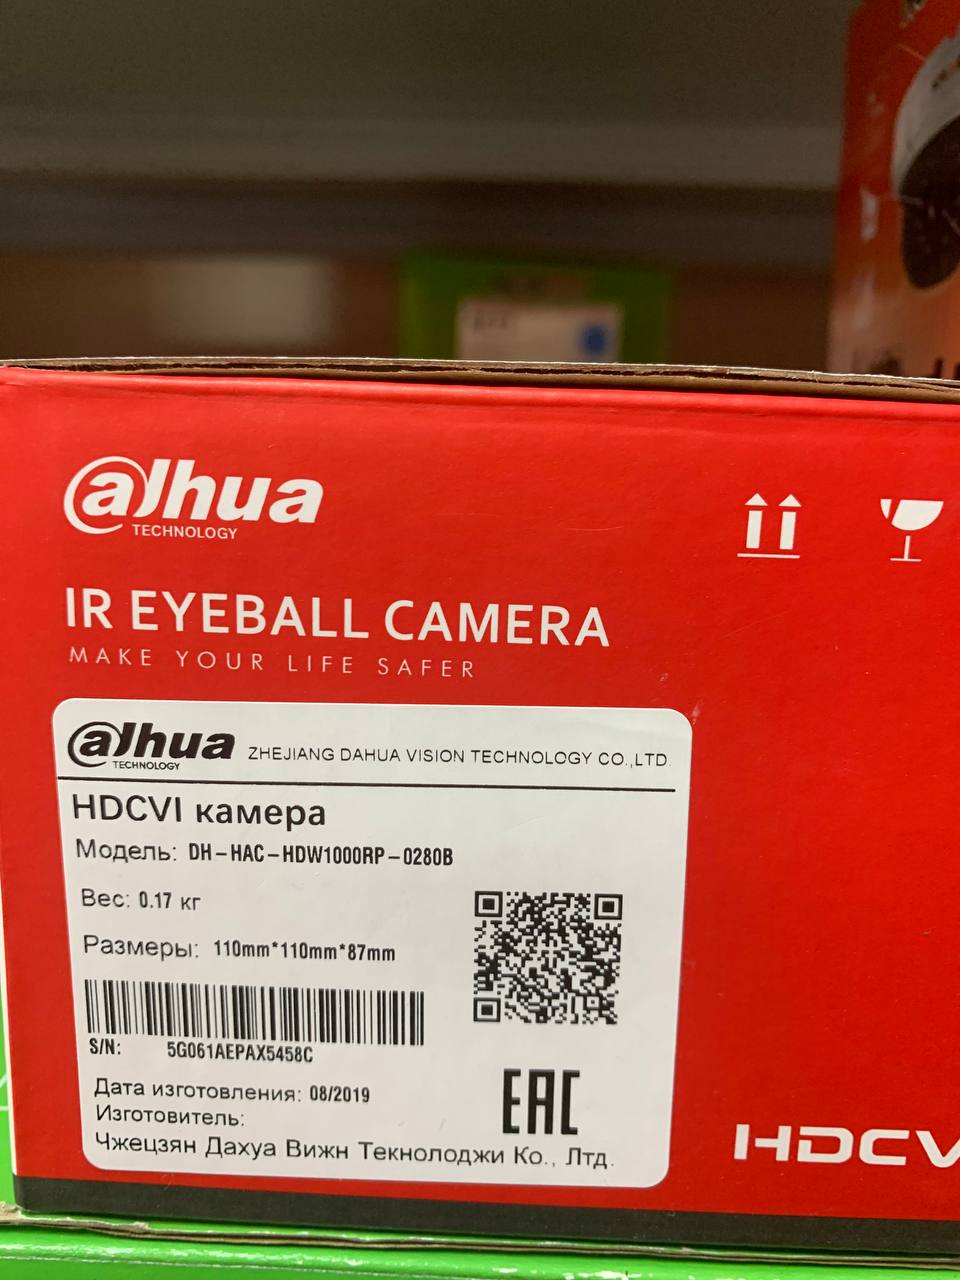 alhua
TECHNOLOGY
IR EYEBALL CAMERA
MAKE YOUR LIFE SAFER
alhua
TECHNOLOGY
ZHEJIANG DAHUA VISION TECHNOLOGY CO.,LTD.
HDCVI камера
Модель: DH-HAC-HDW1000RP-0280B
Вес: 0.17 кг
Размеры: 110mm*110mm*87mm
S/N: 5G061AEPAX5458C
Дата изготовления: 08/2019
Изготовитель:
Чжецзян Дахуа Вижн Текнолоджи Ко., Лтд.
EAC
HDCV